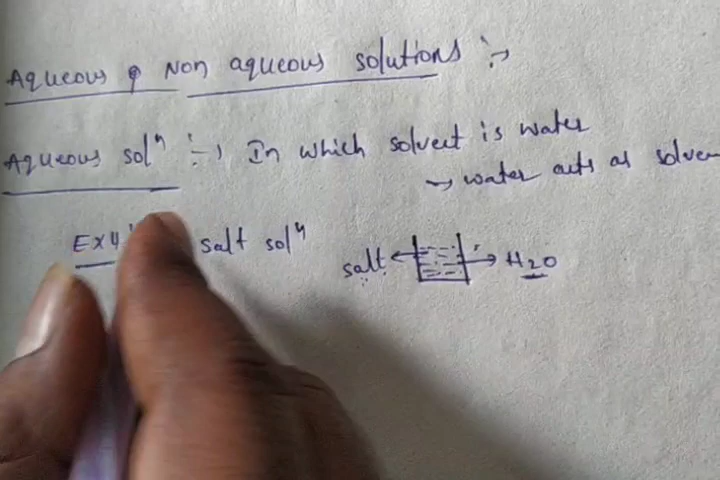 Aqueous & Non aqueous solutions :-
Aqueous solⁿ :- In which solvent is water
→ water acts as solven
Ex:- salt solⁿ
salt ← → H2O